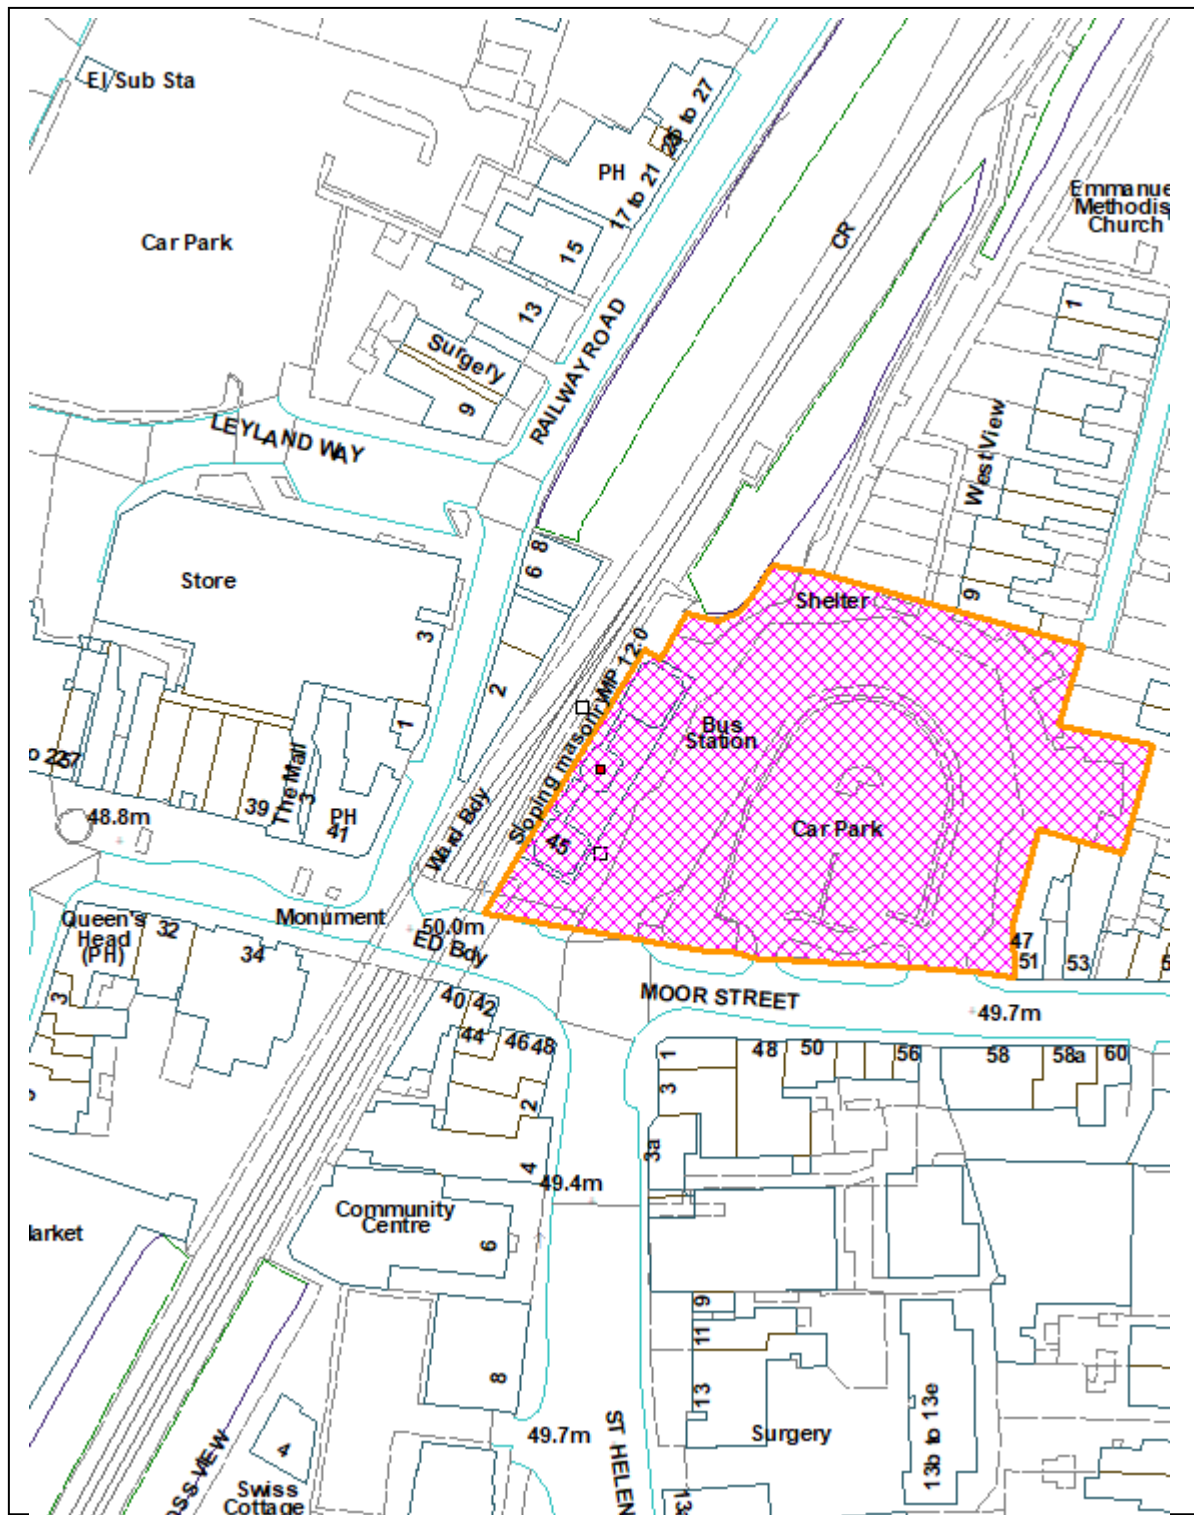 El Sub Sta
25 to 27
PH
17 to 21
Emmanue
Methodis
Church
Car Park
CR
15
13
1
Surgery
9
RAILWAY ROAD
LEYLAND WAY
West View
8
6
Store
9
Shelter
3
2
Sloping masonry
MP 12.0
Bus
Station
1
The Mall
39
3
PH
41
48.8m
Ward Bdy
45
Car Park
Queen's
Head
(PH)
32
34
Monument
50.0m
ED Bdy
47
51
53
3
40
42
44
46
48
MOOR STREET
49.7m
1
3
48
50
56
58
58a
60
2
4
3a
49.4m
Community
Centre
6
arket
9
11
13
8
13b to 13e
49.7m
Surgery
ST HELEN
4
OSS VIEW
Swiss
Cottage